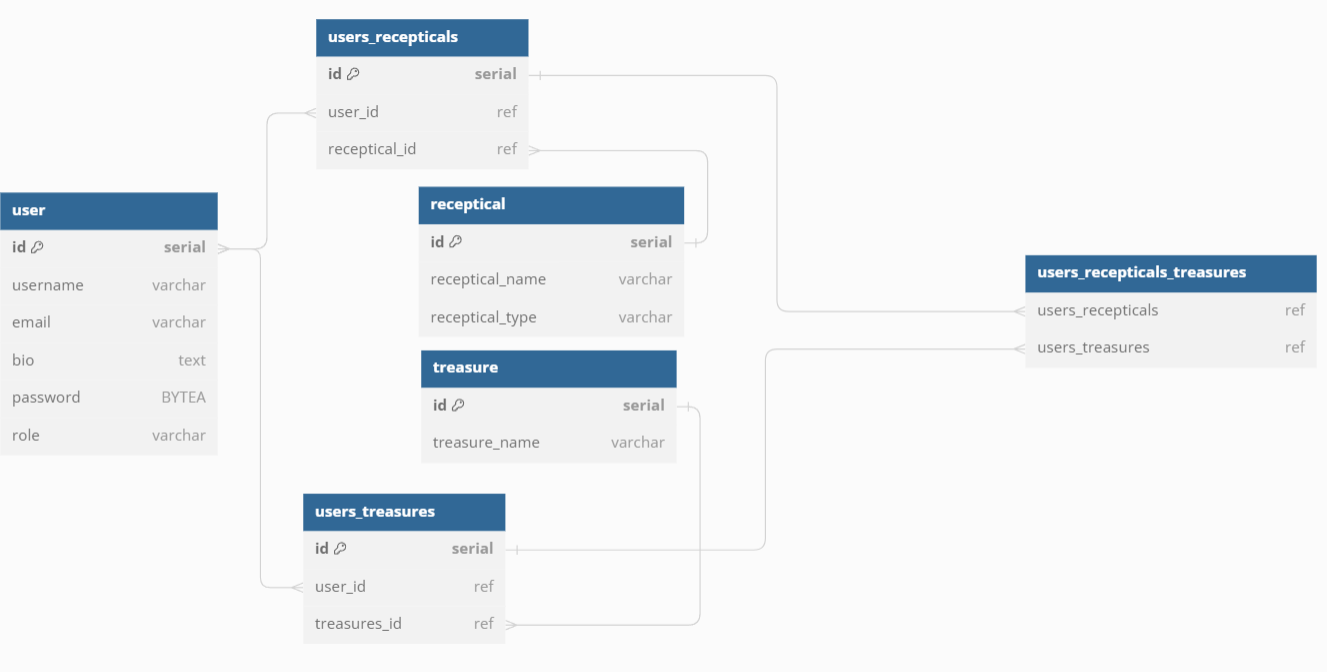 users_recepticals
id serial
user_id ref
receptical_id ref
user
id serial
username varchar
email varchar
bio text
password BYTEA
role varchar
receptical
id serial
receptical_name varchar
receptical_type varchar
treasure
id serial
treasure_name varchar
users_treasures
id serial
user_id ref
treasures_id ref
users_recepticals_treasures
users_recepticals ref
users_treasures ref